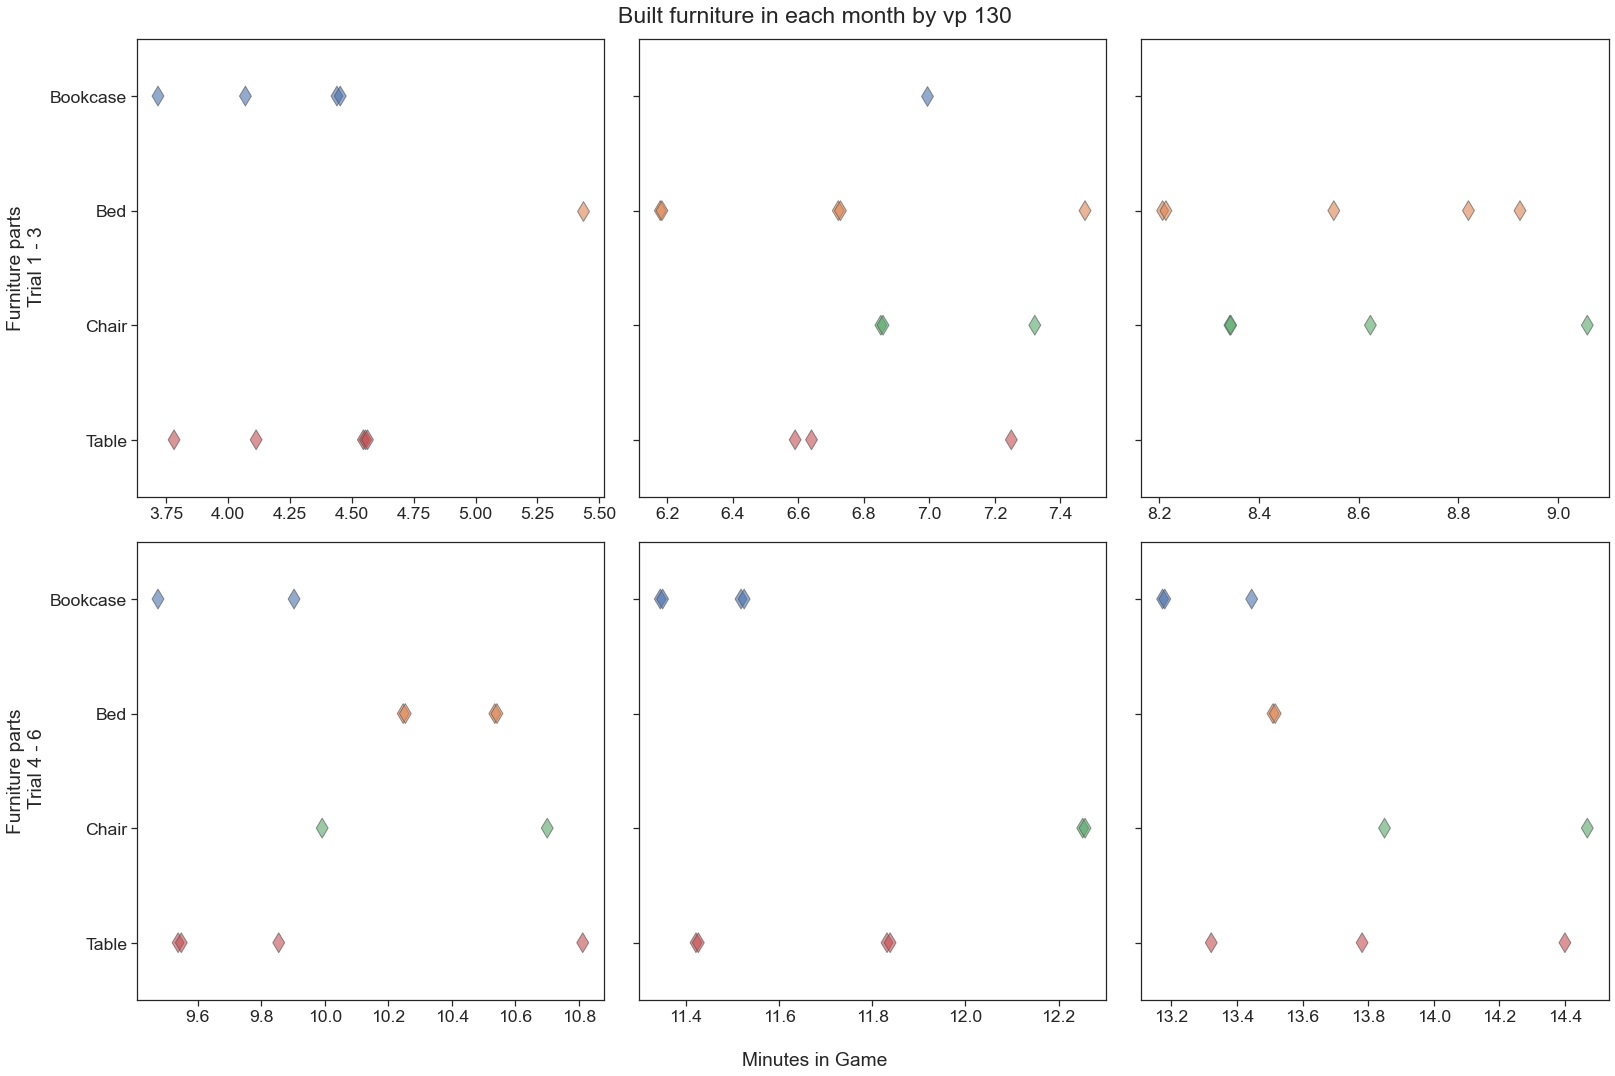 Built furniture in each month by vp 130
Furniture parts
Trial 1 - 3
Bookcase
Bed
Chair
Table
3.75 4.00 4.25 4.50 4.75 5.00 5.25 5.50
6.2 6.4 6.6 6.8 7.0 7.2 7.4
8.2 8.4 8.6 8.8 9.0
Furniture parts
Trial 4 - 6
Bookcase
Bed
Chair
Table
9.6 9.8 10.0 10.2 10.4 10.6 10.8
11.4 11.6 11.8 12.0 12.2
13.2 13.4 13.6 13.8 14.0 14.2 14.4
Minutes in Game